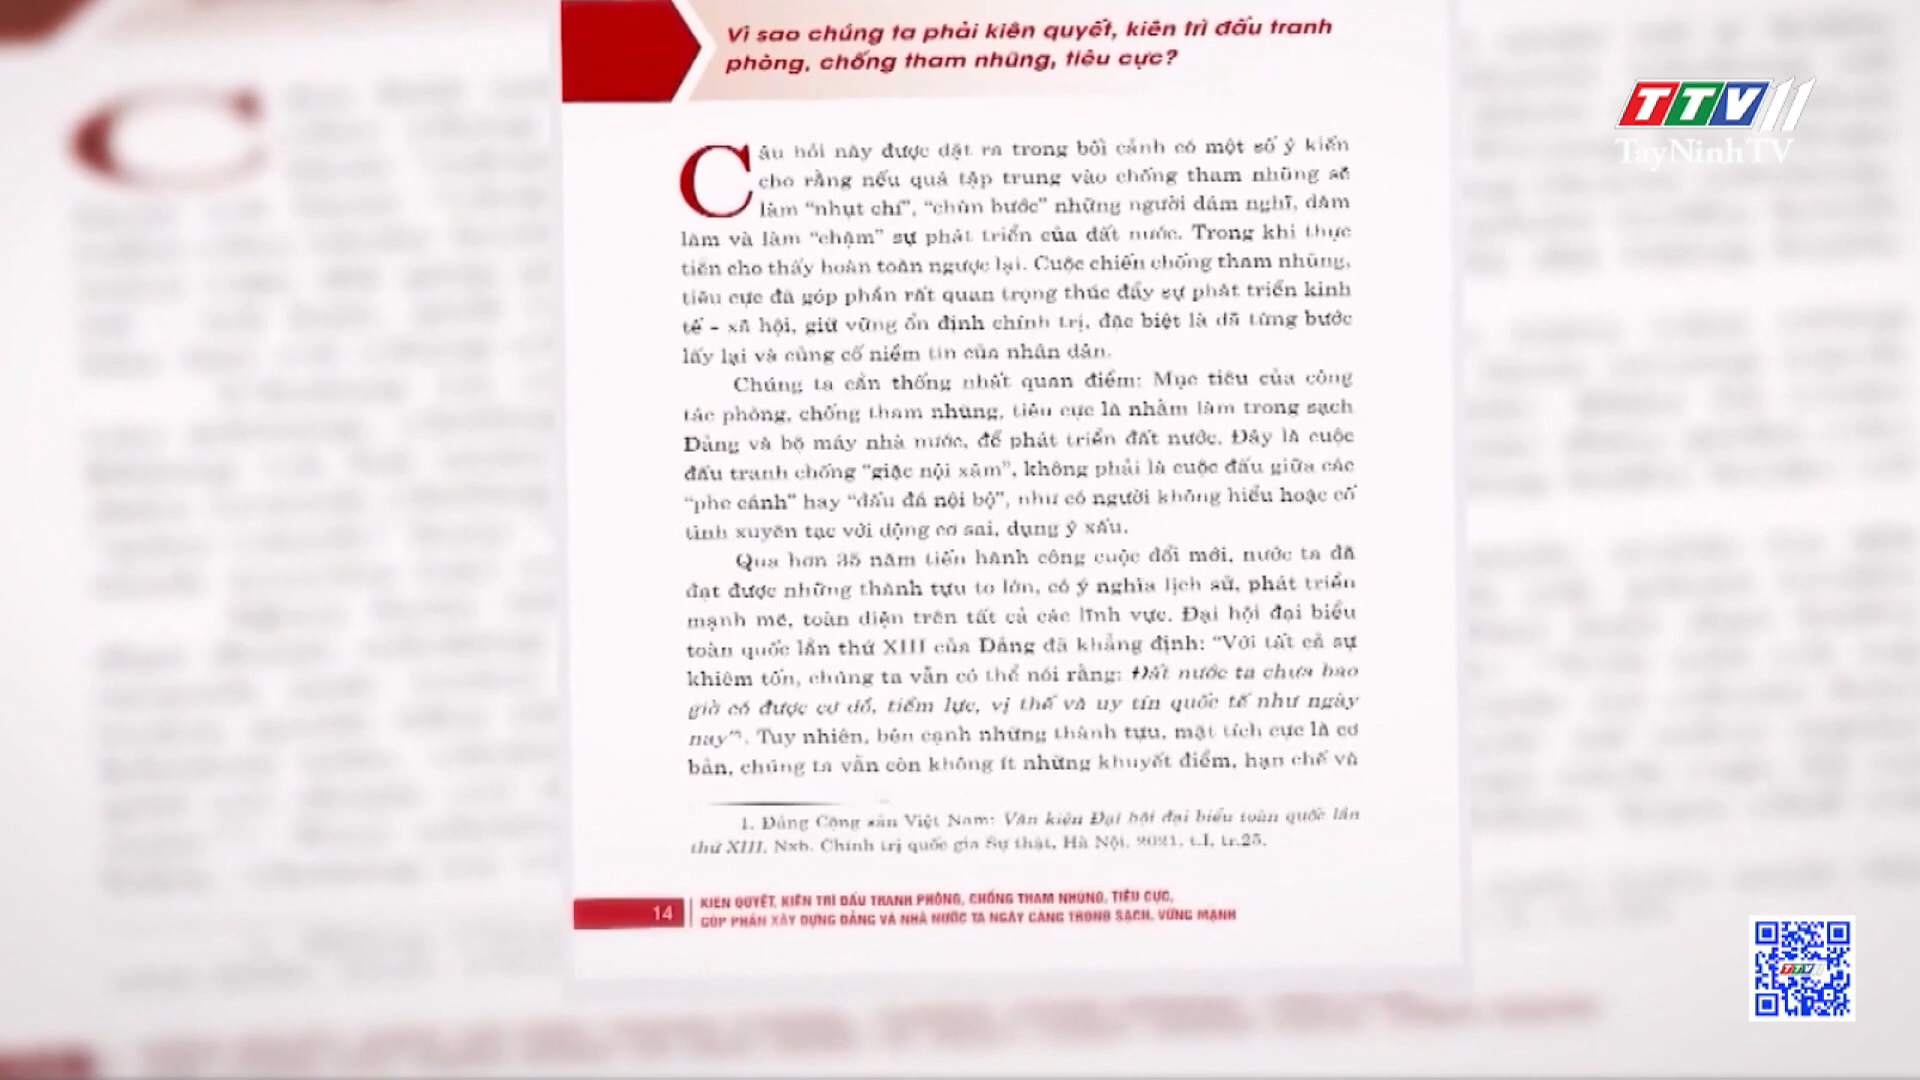 Vì sao chúng ta phải kiên quyết, kiên trì đấu tranh
phòng, chống tham nhũng, tiêu cực?
TTV11
TayNinhTV
Câu hỏi này được đặt ra trong bối cảnh có một số ý kiến
cho rằng nếu quá tập trung vào chống tham nhũng sẽ
làm “nhụt chí”, “chùn bước” những người dám nghĩ, dám
làm và làm “chậm” sự phát triển của đất nước. Trong khi thực
tiễn cho thấy hoàn toàn ngược lại. Cuộc chiến chống tham nhũng,
tiêu cực đã góp phần rất quan trọng thúc đẩy sự phát triển kinh
tế - xã hội, giữ vững ổn định chính trị, đặc biệt là đã từng bước
lấy lại và củng cố niềm tin của nhân dân.
Chúng ta cần thống nhất quan điểm: Mục tiêu của công
tác phòng, chống tham nhũng, tiêu cực là nhằm làm trong sạch
Đảng và bộ máy nhà nước, để phát triển đất nước. Đây là cuộc
đấu tranh chống “giặc nội xâm”, không phải là cuộc đấu giữa các
“phe cánh” hay “đấu đá nội bộ”, như có người không hiểu hoặc cố
tình xuyên tạc với động cơ sai, dụng ý xấu.
Qua hơn 35 năm tiến hành công cuộc đổi mới, nước ta đã
đạt được những thành tựu to lớn, có ý nghĩa lịch sử, phát triển
mạnh mẽ, toàn diện trên tất cả các lĩnh vực. Đại hội đại biểu
toàn quốc lần thứ XIII của Đảng đã khẳng định: “Với tất cả sự
khiêm tốn, chúng ta vẫn có thể nói rằng: Đất nước ta chưa bao
giờ có được cơ đồ, tiềm lực, vị thế và uy tín quốc tế như ngày
nay”¹. Tuy nhiên, bên cạnh những thành tựu, mặt tích cực là cơ
bản, chúng ta vẫn còn không ít những khuyết điểm, hạn chế và
1. Đảng Cộng sản Việt Nam: Văn kiện Đại hội đại biểu toàn quốc lần
thứ XIII, Nxb. Chính trị quốc gia Sự thật, Hà Nội, 2021, t.I, tr.25.
14
KIÊN QUYẾT, KIÊN TRÌ ĐẤU TRANH PHÒNG, CHỐNG THAM NHŨNG, TIÊU CỰC,
GÓP PHẦN XÂY DỰNG ĐẢNG VÀ NHÀ NƯỚC TA NGÀY CÀNG TRONG SẠCH, VỮNG MẠNH
TTV11